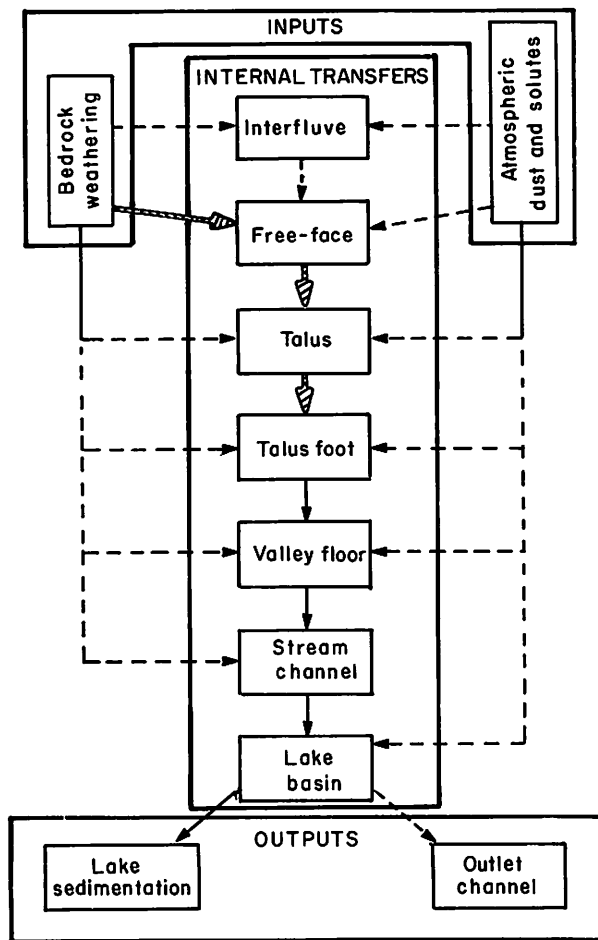 INPUTS
INTERNAL TRANSFERS
Bedrock
weathering
Atmospheric
dust and solutes
Interfluve
Free-face
Talus
Talus foot
Valley floor
Stream
channel
Lake
basin
OUTPUTS
Lake
sedimentation
Outlet
channel